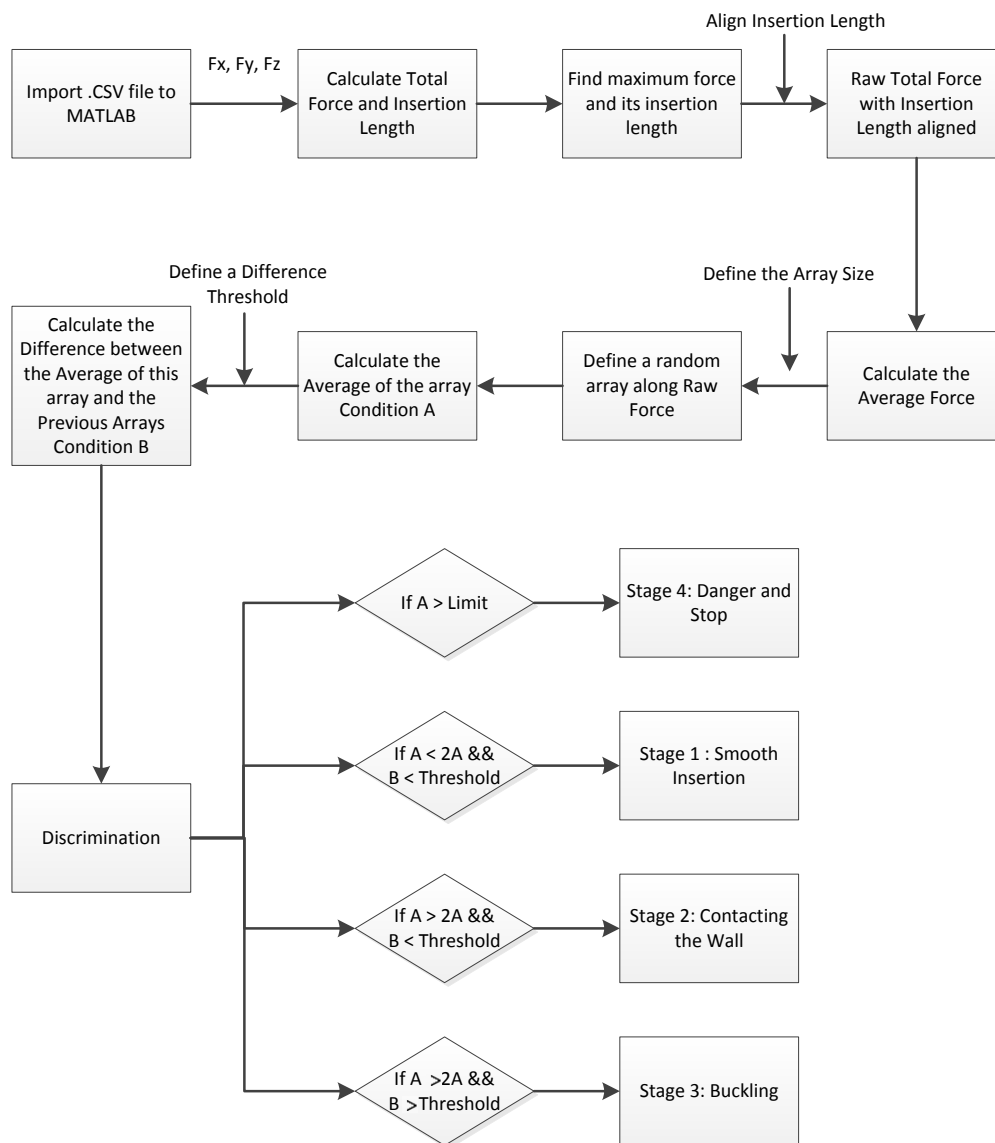 Align Insertion Length
Fx, Fy, Fz
Import .CSV file to
MATLAB
Calculate Total
Force and Insertion
Length
Find maximum force
and its insertion
length
Raw Total Force
with Insertion
Length aligned
Define a Difference
Threshold
Define the Array Size
Calculate the
Difference between
the Average of this
array and the
Previous Arrays
Condition B
Calculate the
Average of the array
Condition A
Define a random
array along Raw
Force
Calculate the
Average Force
If A > Limit
Stage 4: Danger and
Stop
If A < 2A &&
B < Threshold
Stage 1 : Smooth
Insertion
Discrimination
If A > 2A &&
B < Threshold
Stage 2: Contacting
the Wall
If A >2A &&
B >Threshold
Stage 3: Buckling